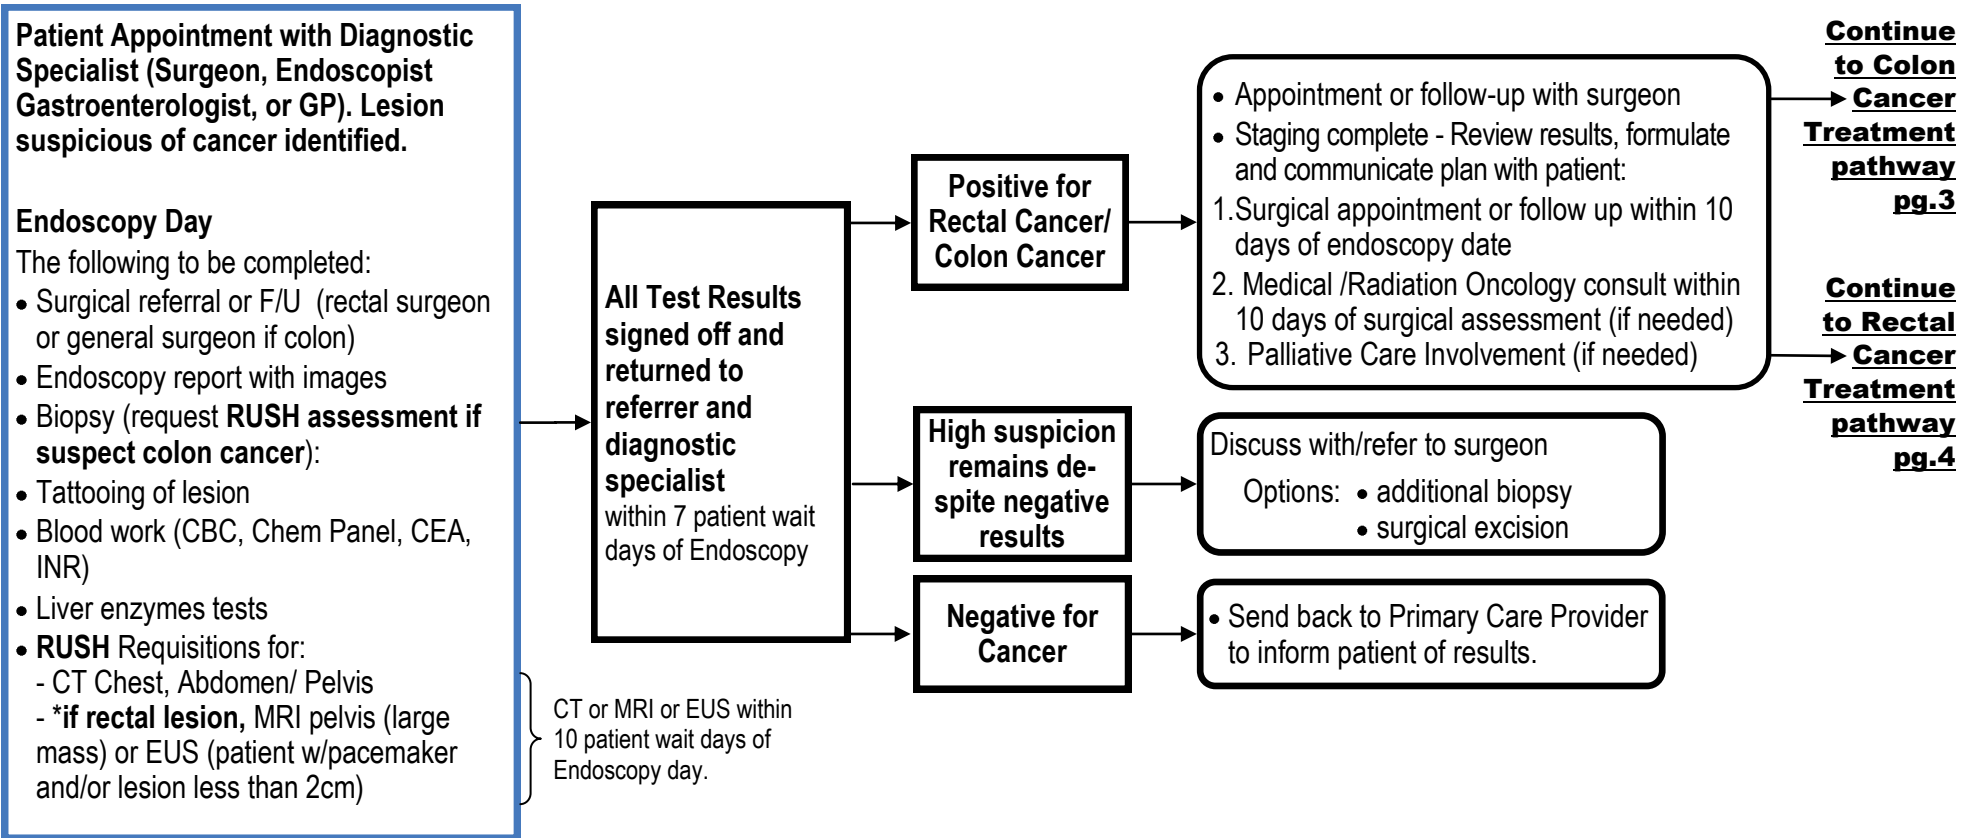 Patient Appointment with Diagnostic
Specialist (Surgeon, Endoscopist
Gastroenterologist, or GP). Lesion
suspicious of cancer identified.
Endoscopy Day
The following to be completed:
• Surgical referral or F/U (rectal surgeon
or general surgeon if colon)
• Endoscopy report with images
• Biopsy (request RUSH assessment if
suspect colon cancer):
• Tattooing of lesion
• Blood work (CBC, Chem Panel, CEA,
INR)
• Liver enzymes tests
• RUSH Requisitions for:
- CT Chest, Abdomen/ Pelvis
- *if rectal lesion, MRI pelvis (large
mass) or EUS (patient w/pacemaker
and/or lesion less than 2cm)
CT or MRI or EUS within
10 patient wait days of
Endoscopy day.
All Test Results
signed off and
returned to
referrer and
diagnostic
specialist
within 7 patient wait
days of Endoscopy
Positive for
Rectal Cancer/
Colon Cancer
• Appointment or follow-up with surgeon
• Staging complete - Review results, formulate
and communicate plan with patient:
1.Surgical appointment or follow up within 10
days of endoscopy date
2. Medical /Radiation Oncology consult within
10 days of surgical assessment (if needed)
3. Palliative Care Involvement (if needed)
Continue
to Colon
Cancer
Treatment
pathway
pg.3
Continue
to Rectal
Cancer
Treatment
pathway
pg.4
High suspicion
remains de-
spite negative
results
Discuss with/refer to surgeon
Options: • additional biopsy
• surgical excision
Negative for
Cancer
• Send back to Primary Care Provider
to inform patient of results.